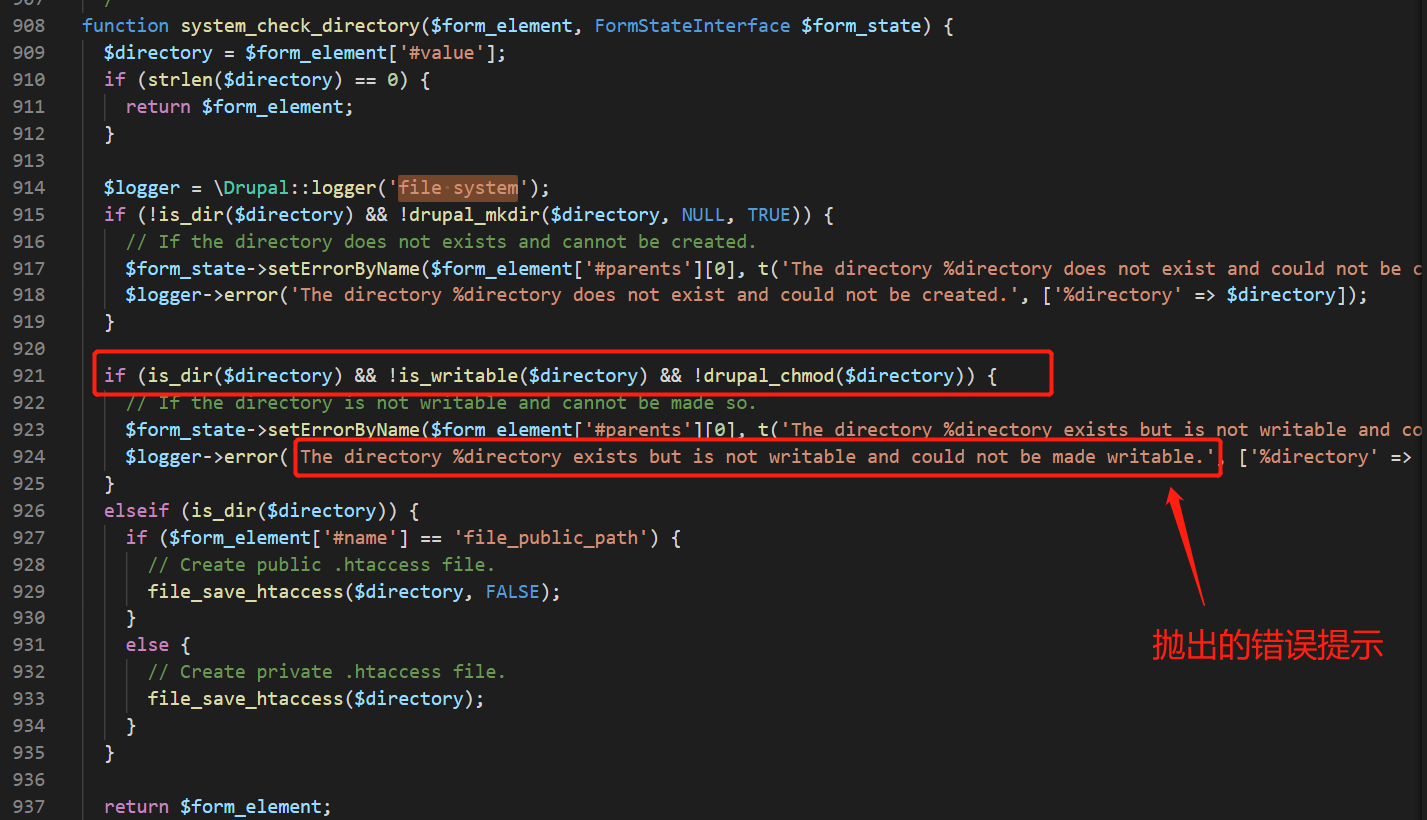 908 function system_check_directory($form_element, FormStateInterface $form_state) {
909 $directory = $form_element['#value'];
910 if (strlen($directory) == 0) {
911 return $form_element;
912 }
913
914 $logger = \Drupal::logger('file system');
915 if (!is_dir($directory) && !drupal_mkdir($directory, NULL, TRUE)) {
916 // If the directory does not exists and cannot be created.
917 $form_state->setErrorByName($form_element['#parents'][0], t('The directory %directory does not exist and could not be c
918 $logger->error('The directory %directory does not exist and could not be created.', ['%directory' => $directory]);
919 }
920
921 if (is_dir($directory) && !is_writable($directory) && !drupal_chmod($directory)) {
922 // If the directory is not writable and cannot be made so.
923 $form_state->setErrorByName($form_element['#parents'][0], t('The directory %directory exists but is not writable and co
924 $logger->error( The directory %directory exists but is not writable and could not be made writable.', ['%directory' =>
925 }
926 elseif (is_dir($directory)) {
927 if ($form_element['#name'] == 'file_public_path') {
928 // Create public .htaccess file.
929 file_save_htaccess($directory, FALSE);
930 }
931 else {
932 // Create private .htaccess file.
933 file_save_htaccess($directory);
934 }
935 }
936
937 return $form_element;
抛出的错误提示